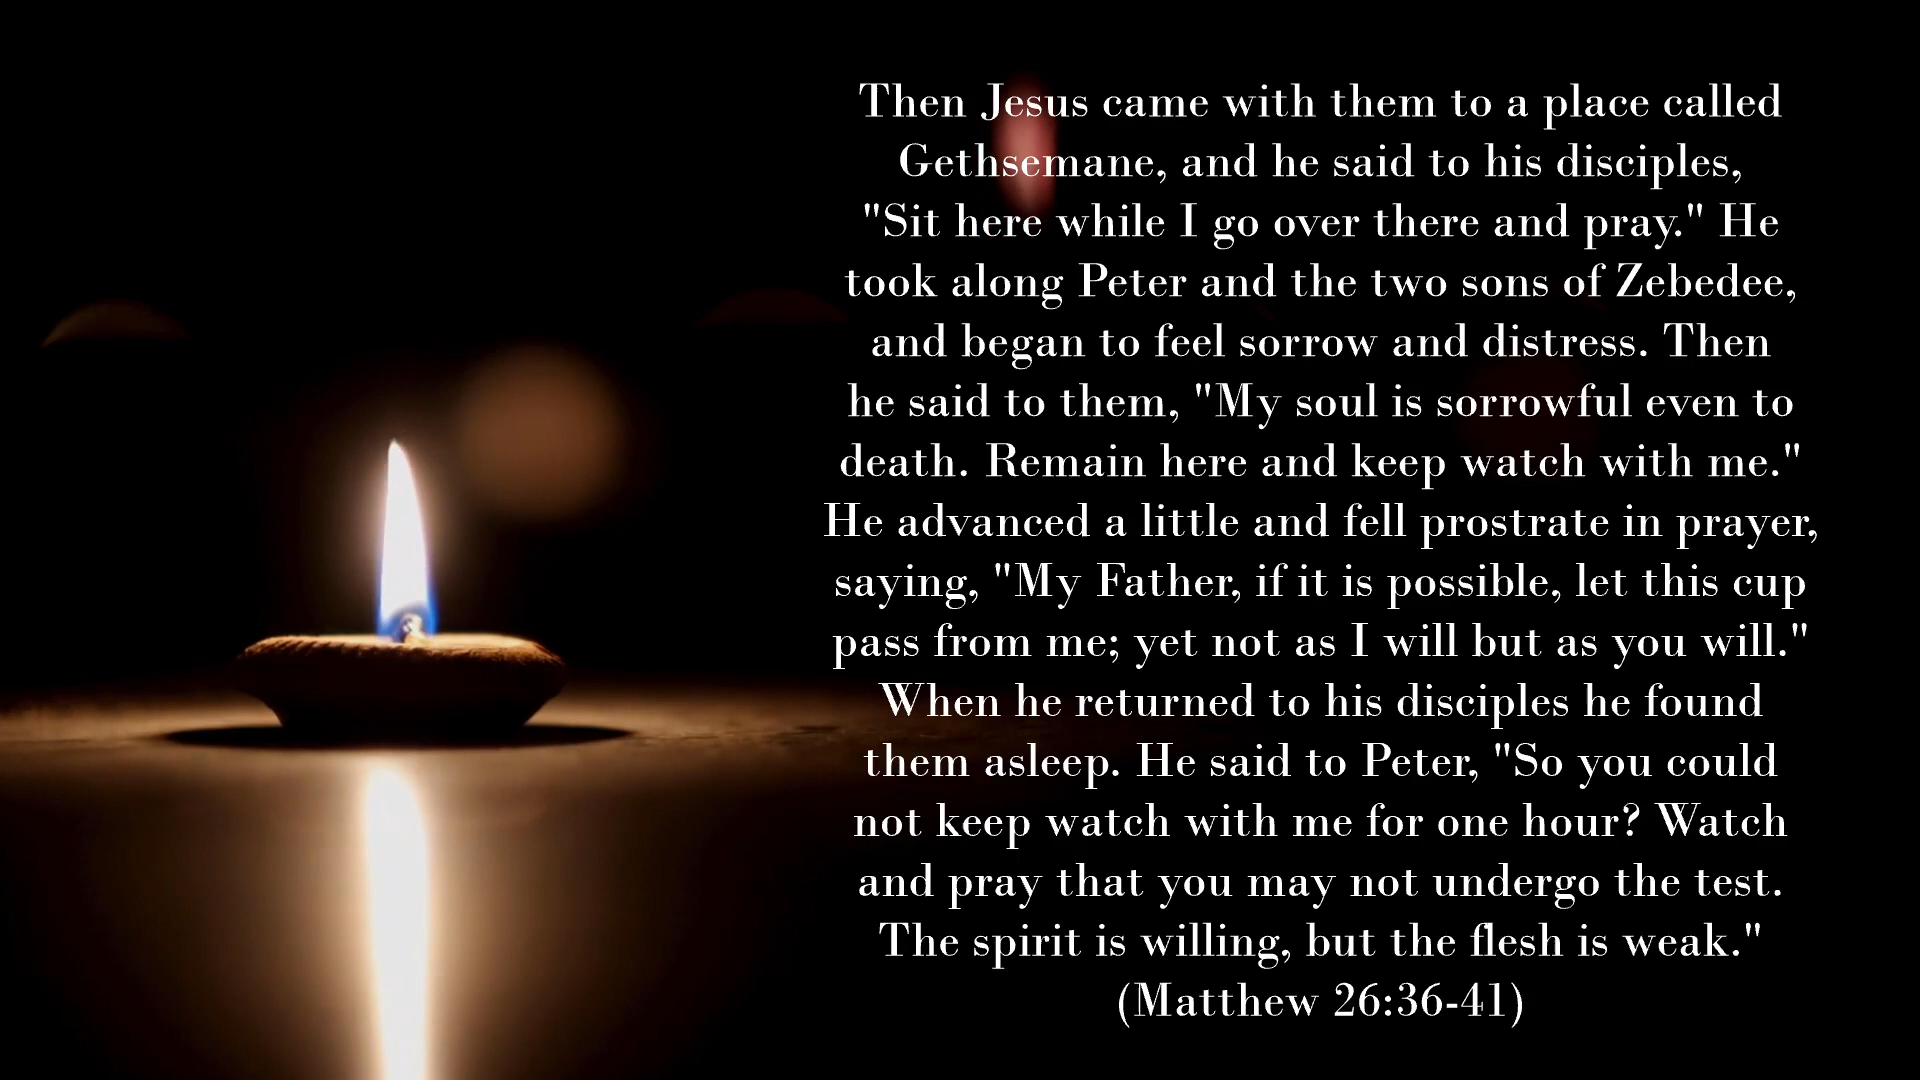 Then Jesus came with them to a place called
Gethsemane, and he said to his disciples,
"Sit here while I go over there and pray." He
took along Peter and the two sons of Zebedee,
and began to feel sorrow and distress. Then
he said to them, "My soul is sorrowful even to
death. Remain here and keep watch with me."
He advanced a little and fell prostrate in prayer,
saying, "My Father, if it is possible, let this cup
pass from me; yet not as I will but as you will."
When he returned to his disciples he found
them asleep. He said to Peter, "So you could
not keep watch with me for one hour? Watch
and pray that you may not undergo the test.
The spirit is willing, but the flesh is weak."
(Matthew 26:36-41)